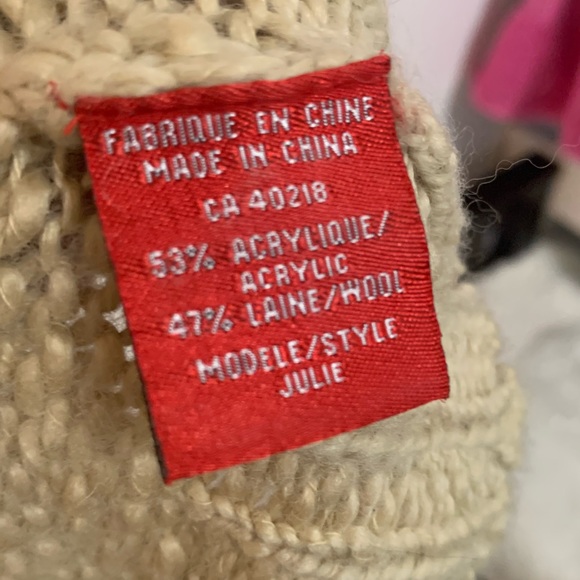 FABRIQUE EN CHINE
MADE IN CHINA
CA 40218
53% ACRYLIQUE/
ACRYLIC
47% LAINE/WOOL
MODELE/STYLE
JULIE